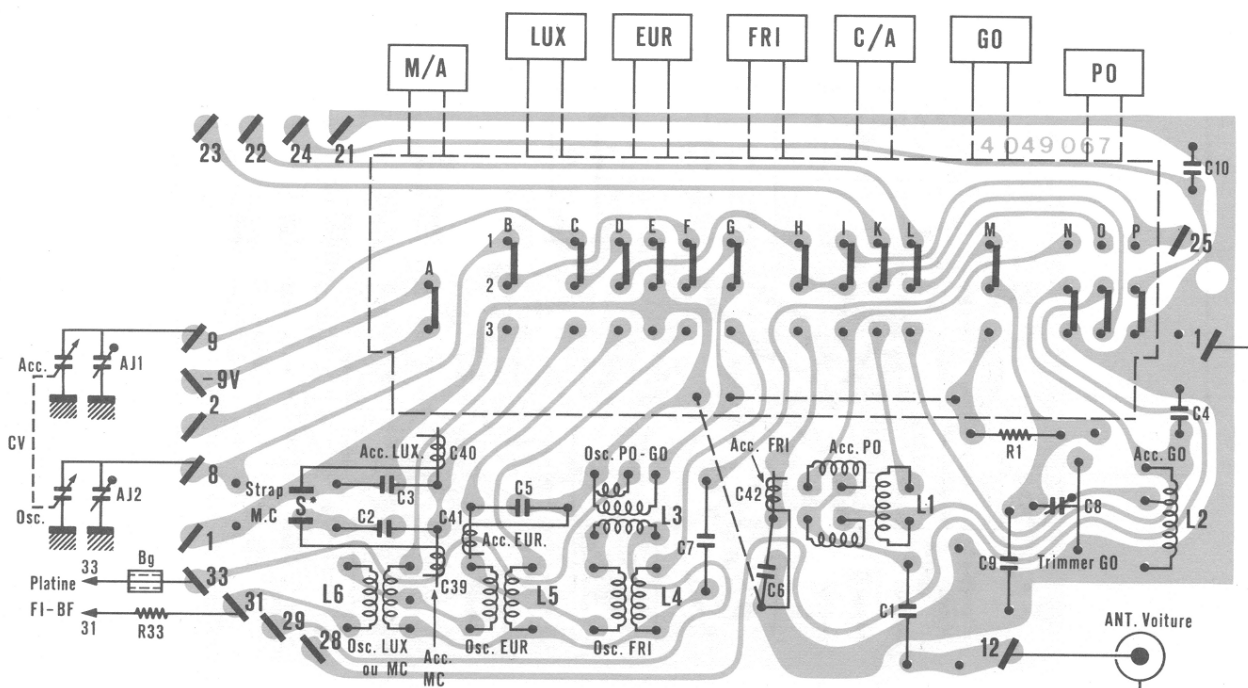 M/A LUX EUR FRI C/A GO PO
23 22 24 21
4 049067
C10
B C D E F G H I K L M N O P
1
25
A
2
3
9
Acc. AJ1
1
-9V
2
CV
C4
Acc. LUX. C40
Osc. PO-GO
Acc. FRI
Acc. PO
R1
Acc. GO
8
Strap
M.C
S
C3
C5
C42
L1
Osc. AJ2
C2
C41
L3
C8
L2
1
Acc. EUR.
C7
C9
Trimmer GO
33
Bg
Platine
33
L6
C39
L5
L4
C6
FI-BF
31
R33
31
C1
29
28
Osc. LUX
ou MC
Acc.
MC
Osc. EUR
Osc. FRI
12
ANT. Voiture